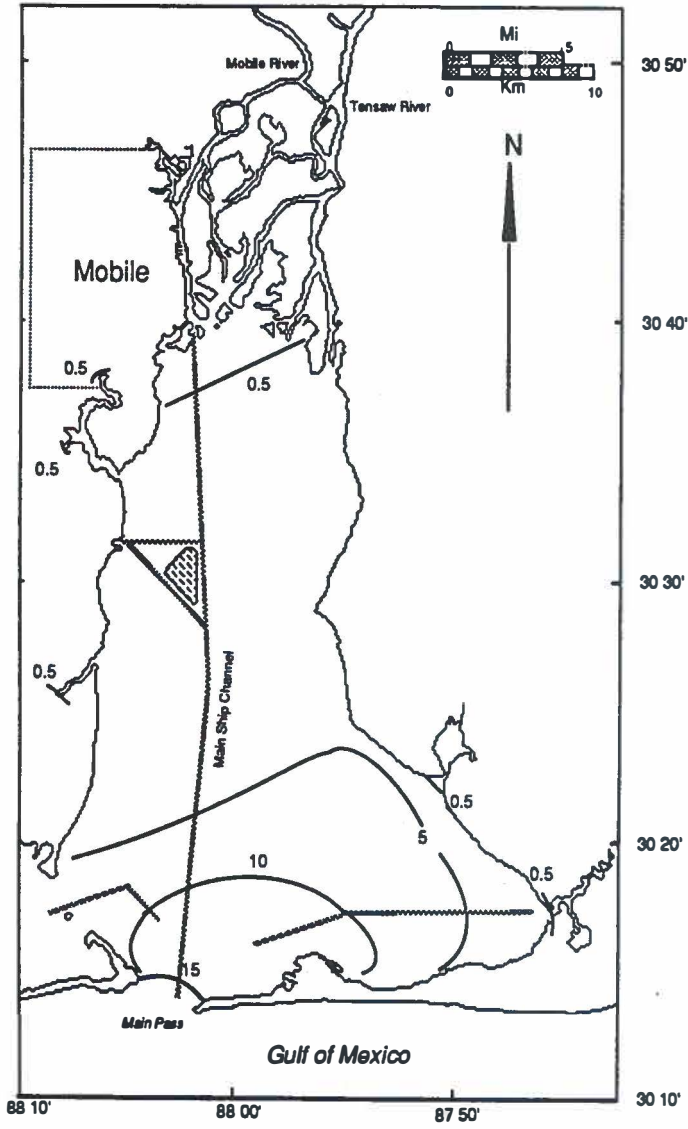 Mi
0 5
Km
0 10
30 50'
Mobile River
Tensaw River
N
Mobile
30 40'
0.5
0.5
0.5
30 30'
0.5
Main Ship Channel
0.5
5
30 20'
10
0.5
15
Main Pass
Gulf of Mexico
30 10'
88 10' 88 00' 87 50'